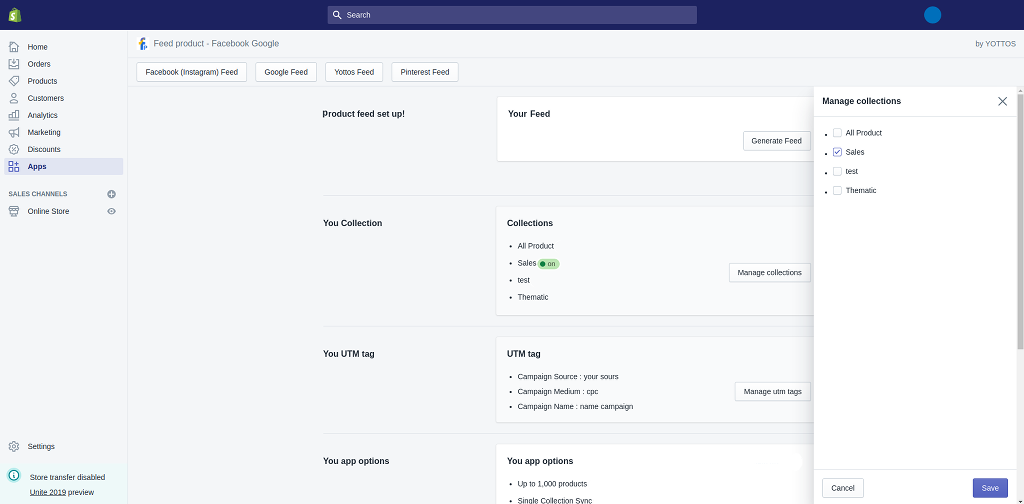 Search
Home
Orders
Products
Customers
Analytics
Marketing
Discounts
Apps
SALES CHANNELS
Online Store
Settings
Store transfer disabled
Unite 2019 preview
Feed product - Facebook Google
by YOTTOS
Facebook (Instagram) Feed
Google Feed
Yottos Feed
Pinterest Feed
Product feed set up!
Your Feed
Generate Feed
You Collection
Collections
All Product
Sales on
test
Thematic
Manage collections
You UTM tag
UTM tag
Campaign Source : your sours
Campaign Medium : cpc
Campaign Name : name campaign
Manage utm tags
You app options
You app options
Up to 1,000 products
Single Collection Sync
Manage collections
All Product
Sales
test
Thematic
Cancel
Save